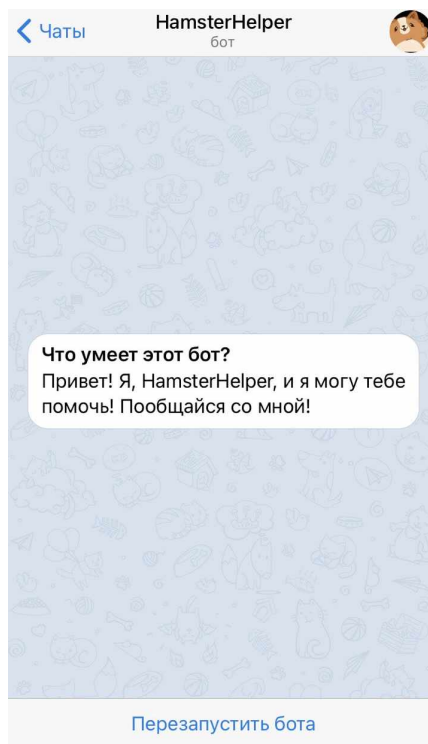 Чаты
HamsterHelper
бот
Что умеет этот бот?
Привет! Я, HamsterHelper, и я могу тебе
помочь! Пообщайся со мной!
Перезапустить бота